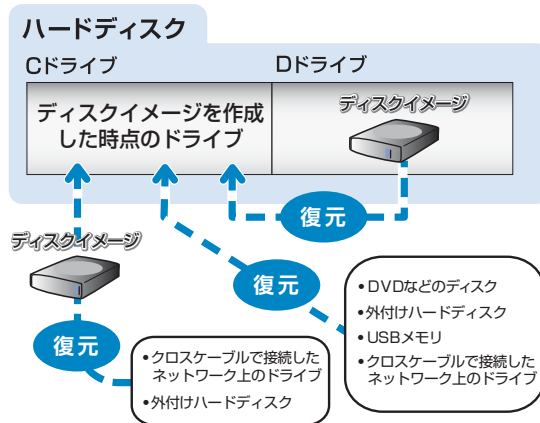 ハードディスク
Cドライブ
Dドライブ
ディスクイメージを作成
した時点のドライブ
ディスクイメージ
復元
ディスクイメージ
復元
復元
•DVDなどのディスク
•外付けハードディスク
•USBメモリ
•クロスケーブルで接続した
ネットワーク上のドライブ
•クロスケーブルで接続した
ネットワーク上のドライブ
•外付けハードディスク